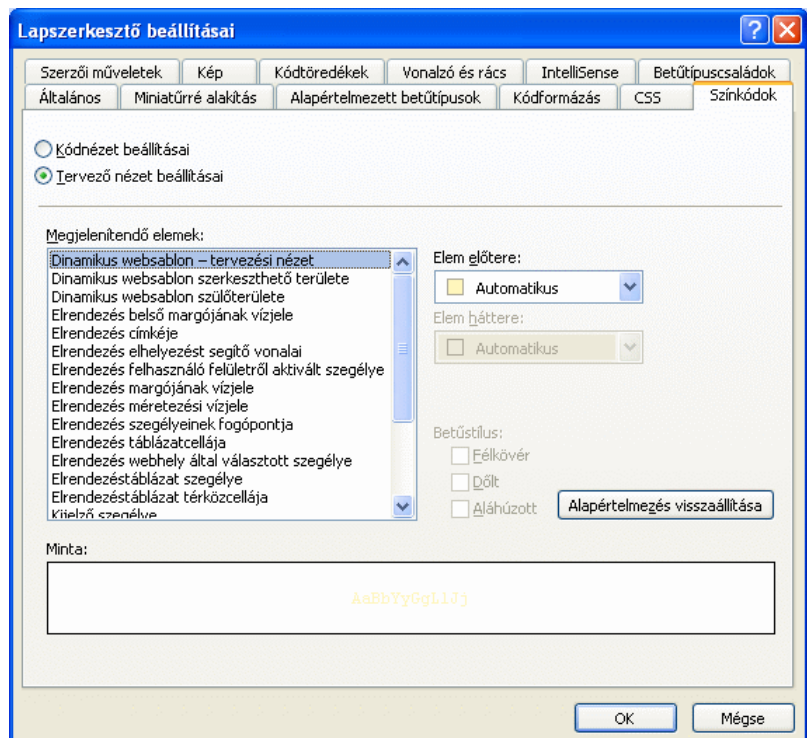 Lapszerkesztő beállításai
Szerzői műveletek Kép Kódtöredékek Vonalzó és rács IntelliSense Betűtípuscsaládok
Általános Miniatűrré alakítás Alapértelmezett betűtípusok Kódformázás CSS Színkódok
Kódnézet beállításai
Tervező nézet beállításai
Megjelenítendő elemek:
Dinamikus websablon – tervezési nézet
Dinamikus websablon szerkeszthető területe
Dinamikus websablon szülőterülete
Elrendezés belső margójának vízjele
Elrendezés címkéje
Elrendezés elhelyezést segítő vonalai
Elrendezés felhasználó felületről aktivált szegélye
Elrendezés margójának vízjele
Elrendezés méretezési vízjele
Elrendezés szegélyeinek fogópontja
Elrendezés táblázatcellája
Elrendezés webhely által választott szegélye
Elrendezéstáblázat szegélye
Elrendezéstáblázat térközcellája
Kijelző szegélye
Elem előtere:
Automatikus
Elem háttere:
Automatikus
Betűstílus:
Félkövér
Dőlt
Aláhúzott
Alapértelmezés visszaállítása
Minta:
AaBbYyGgLlJj
OK Mégse